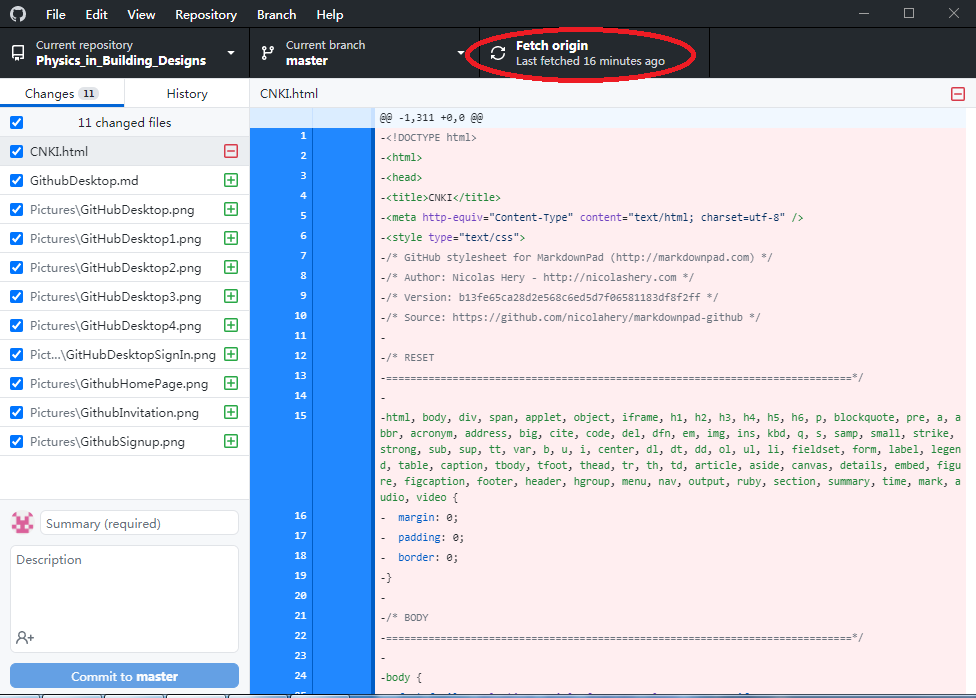 File Edit View Repository Branch Help
Current repository
Physics_in_Building_Designs
Current branch
master
Fetch origin
Last fetched 16 minutes ago
Changes 11
History
CNKI.html
11 changed files
CNKI.html
GithubDesktop.md
Pictures\GitHubDesktop.png
Pictures\GitHubDesktop1.png
Pictures\GitHubDesktop2.png
Pictures\GitHubDesktop3.png
Pictures\GitHubDesktop4.png
Pict...\GitHubDesktopSignIn.png
Pictures\GithubHomePage.png
Pictures\GithubInvitation.png
Pictures\GithubSignup.png
Summary (required)
Description
Commit to master
@@ -1,311 +0,0 @@
1 -<!DOCTYPE html>
2 -<html>
3 -<head>
4 -<title>CNKI</title>
5 -<meta http-equiv="Content-Type" content="text/html; charset=utf-8" />
6 -<style type="text/css">
7 -/* GitHub stylesheet for MarkdownPad (http://markdownpad.com) */
8 -/* Author: Nicolas Hery - http://nicolashery.com */
9 -/* Version: b13fe65ca28d2e568c6ed5d7f06581183df8f2ff */
10 -/* Source: https://github.com/nicolahery/markdownpad-github */
11 -
12 -/* RESET
13 -=============================================================================*/
14 -
15 -html, body, div, span, applet, object, iframe, h1, h2, h3, h4, h5, h6, p, blockquote, pre, a, a
bbr, acronym, address, big, cite, code, del, dfn, em, img, ins, kbd, q, s, samp, small, strike,
strong, sub, sup, tt, var, b, u, i, center, dl, dt, dd, ol, ul, li, fieldset, form, label, legen
d, table, caption, tbody, tfoot, thead, tr, th, td, article, aside, canvas, details, embed, figu
re, figcaption, footer, header, hgroup, menu, nav, output, ruby, section, summary, time, mark, a
udio, video {
16 - margin: 0;
17 - padding: 0;
18 - border: 0;
19 -}
20 -
21 -/* BODY
22 -=============================================================================*/
23 -
24 -body {